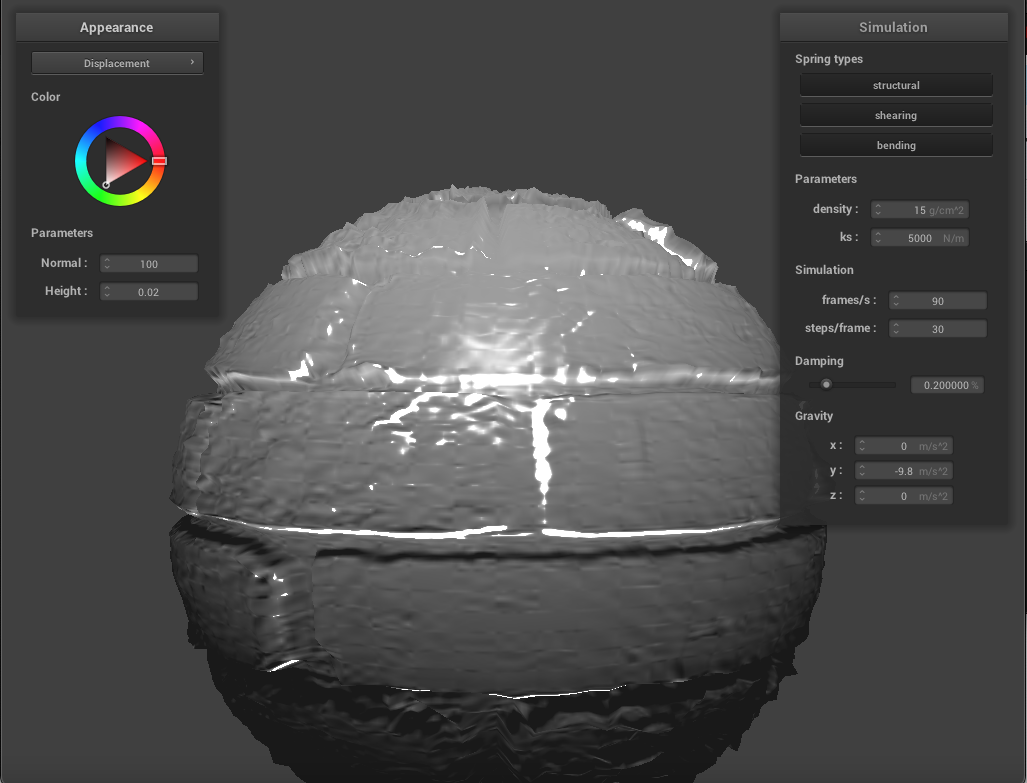 Appearance
Displacement
Color
Parameters
Normal : 100
Height : 0.02
Simulation
Spring types
structural
shearing
bending
Parameters
density : 15 g/cm^2
ks : 5000 N/m
Simulation
frames/s : 90
steps/frame : 30
Damping
0.200000 %
Gravity
x : 0 m/s^2
y : -9.8 m/s^2
z : 0 m/s^2